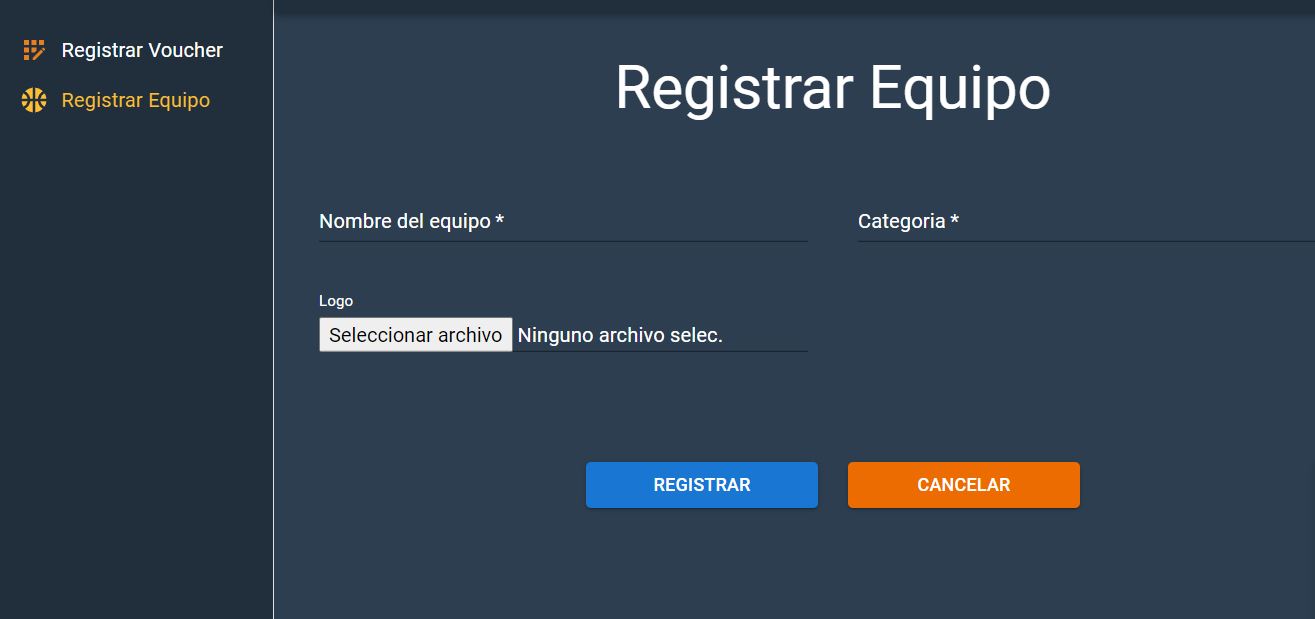 Registrar Voucher
Registrar Equipo
Registrar Equipo
Nombre del equipo *
Categoria *
Logo
Seleccionar archivo Ninguno archivo selec.
REGISTRAR
CANCELAR